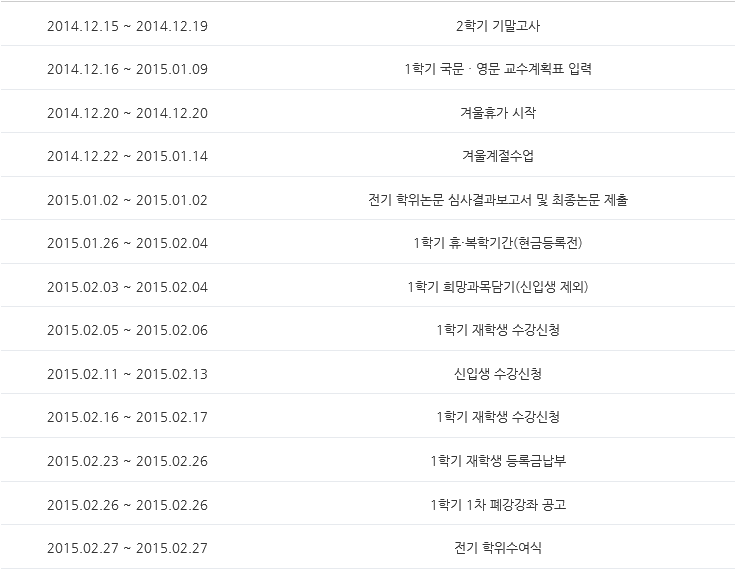 2014.12.15 ~ 2014.12.19 2학기 기말고사
2014.12.16 ~ 2015.01.09 1학기 국문 · 영문 교수계획표 입력
2014.12.20 ~ 2014.12.20 겨울휴가 시작
2014.12.22 ~ 2015.01.14 겨울계절수업
2015.01.02 ~ 2015.01.02 전기 학위논문 심사결과보고서 및 최종논문 제출
2015.01.26 ~ 2015.02.04 1학기 휴·복학기간(현금등록전)
2015.02.03 ~ 2015.02.04 1학기 희망과목담기(신입생 제외)
2015.02.05 ~ 2015.02.06 1학기 재학생 수강신청
2015.02.11 ~ 2015.02.13 신입생 수강신청
2015.02.16 ~ 2015.02.17 1학기 재학생 수강신청
2015.02.23 ~ 2015.02.26 1학기 재학생 등록금납부
2015.02.26 ~ 2015.02.26 1학기 1차 폐강강좌 공고
2015.02.27 ~ 2015.02.27 전기 학위수여식